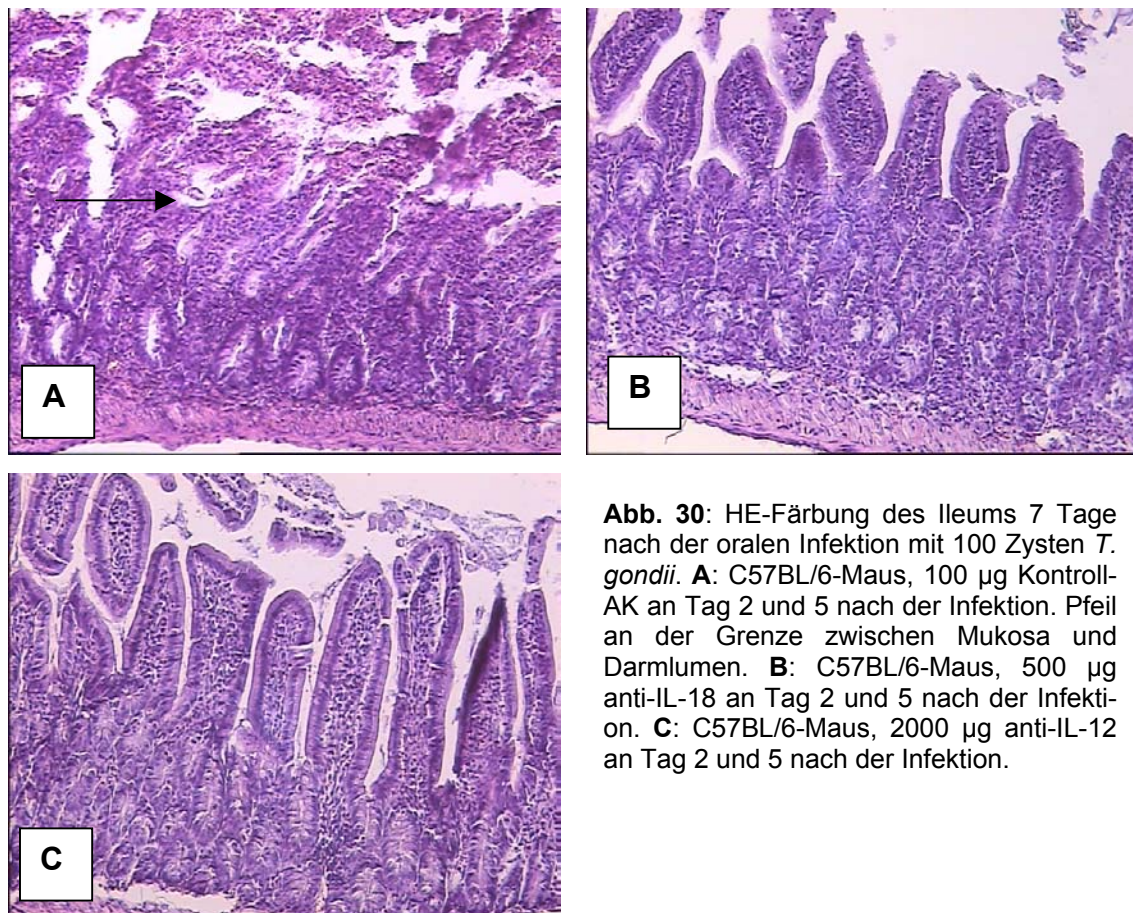 A
B
C
Abb. 30: HE-Färbung des Ileums 7 Tage
nach der oralen Infektion mit 100 Zysten T.
gondii. A: C57BL/6-Maus, 100 µg Kontroll-
AK an Tag 2 und 5 nach der Infektion. Pfeil
an der Grenze zwischen Mukosa und
Darmlumen. B: C57BL/6-Maus, 500 µg
anti-IL-18 an Tag 2 und 5 nach der Infekti-
on. C: C57BL/6-Maus, 2000 µg anti-IL-12
an Tag 2 und 5 nach der Infektion.